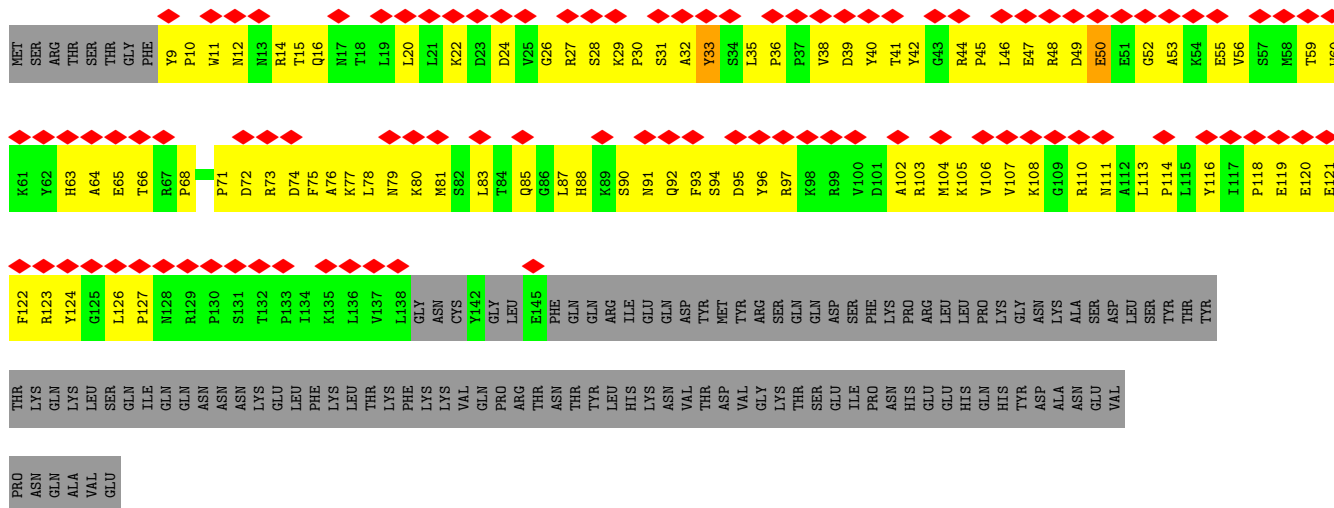 MET SER ARG THR SER THR GLY PHE Y9 P10 W11 N12 N13 R14 T15 Q16 N17 T18 L19 L20 L21 K22 D23 D24 V25 G26 R27 S28 K29 P30 S31 A32 Y33 S34 L35 P36 P37 V38 D39 Y40 T41 Y42 G43 R44 P45 L46 E47 R48 D49 E50 E51 G52 A53 K54 E55 V56 S57 M58 T59
K61 Y62 H63 A64 E65 T66 R67 P68 P71 D72 R73 D74 F75 A76 K77 L78 N79 K80 M81 S82 L83 T84 Q85 G86 L87 H88 K89 S90 N91 Q92 F93 S94 D95 Y96 R97 K98 R99 V100 D101 A102 R103 M104 K105 V106 V107 K108 G109 R110 N111 A112 L113 P114 L115 Y116 I117 P118 E119 E120 E121
F122 R123 Y124 G125 L126 P127 N128 R129 P130 S131 T132 P133 I134 K135 L136 V137 L138 GLY ASN CYS Y142 GLY LEU E145 PHE GLN GLN ARG ILE GLU GLN ASP TYR MET TYR ARG SER GLN GLN ASP SER PHE LYS PRO ARG LEU LEU PRO LYS GLY ASN LYS ALA SER ASP LEU SER TYR THR TYR
THR LYS GLN LYS LEU SER GLN ILE GLN GLN ASN ASN ASN LYS GLU LEU PHE LYS LEU THR LYS PHE LYS LYS VAL GLN PRO ARG THR ASN THR TYR LEU HIS LYS ASN VAL THR ASP VAL GLY LYS THR SER GLU ILE PRO ASN HIS GLU GLU HIS GLN HIS TYR ASP ALA ASN GLU VAL
PRO ASN GLN ALA VAL GLU